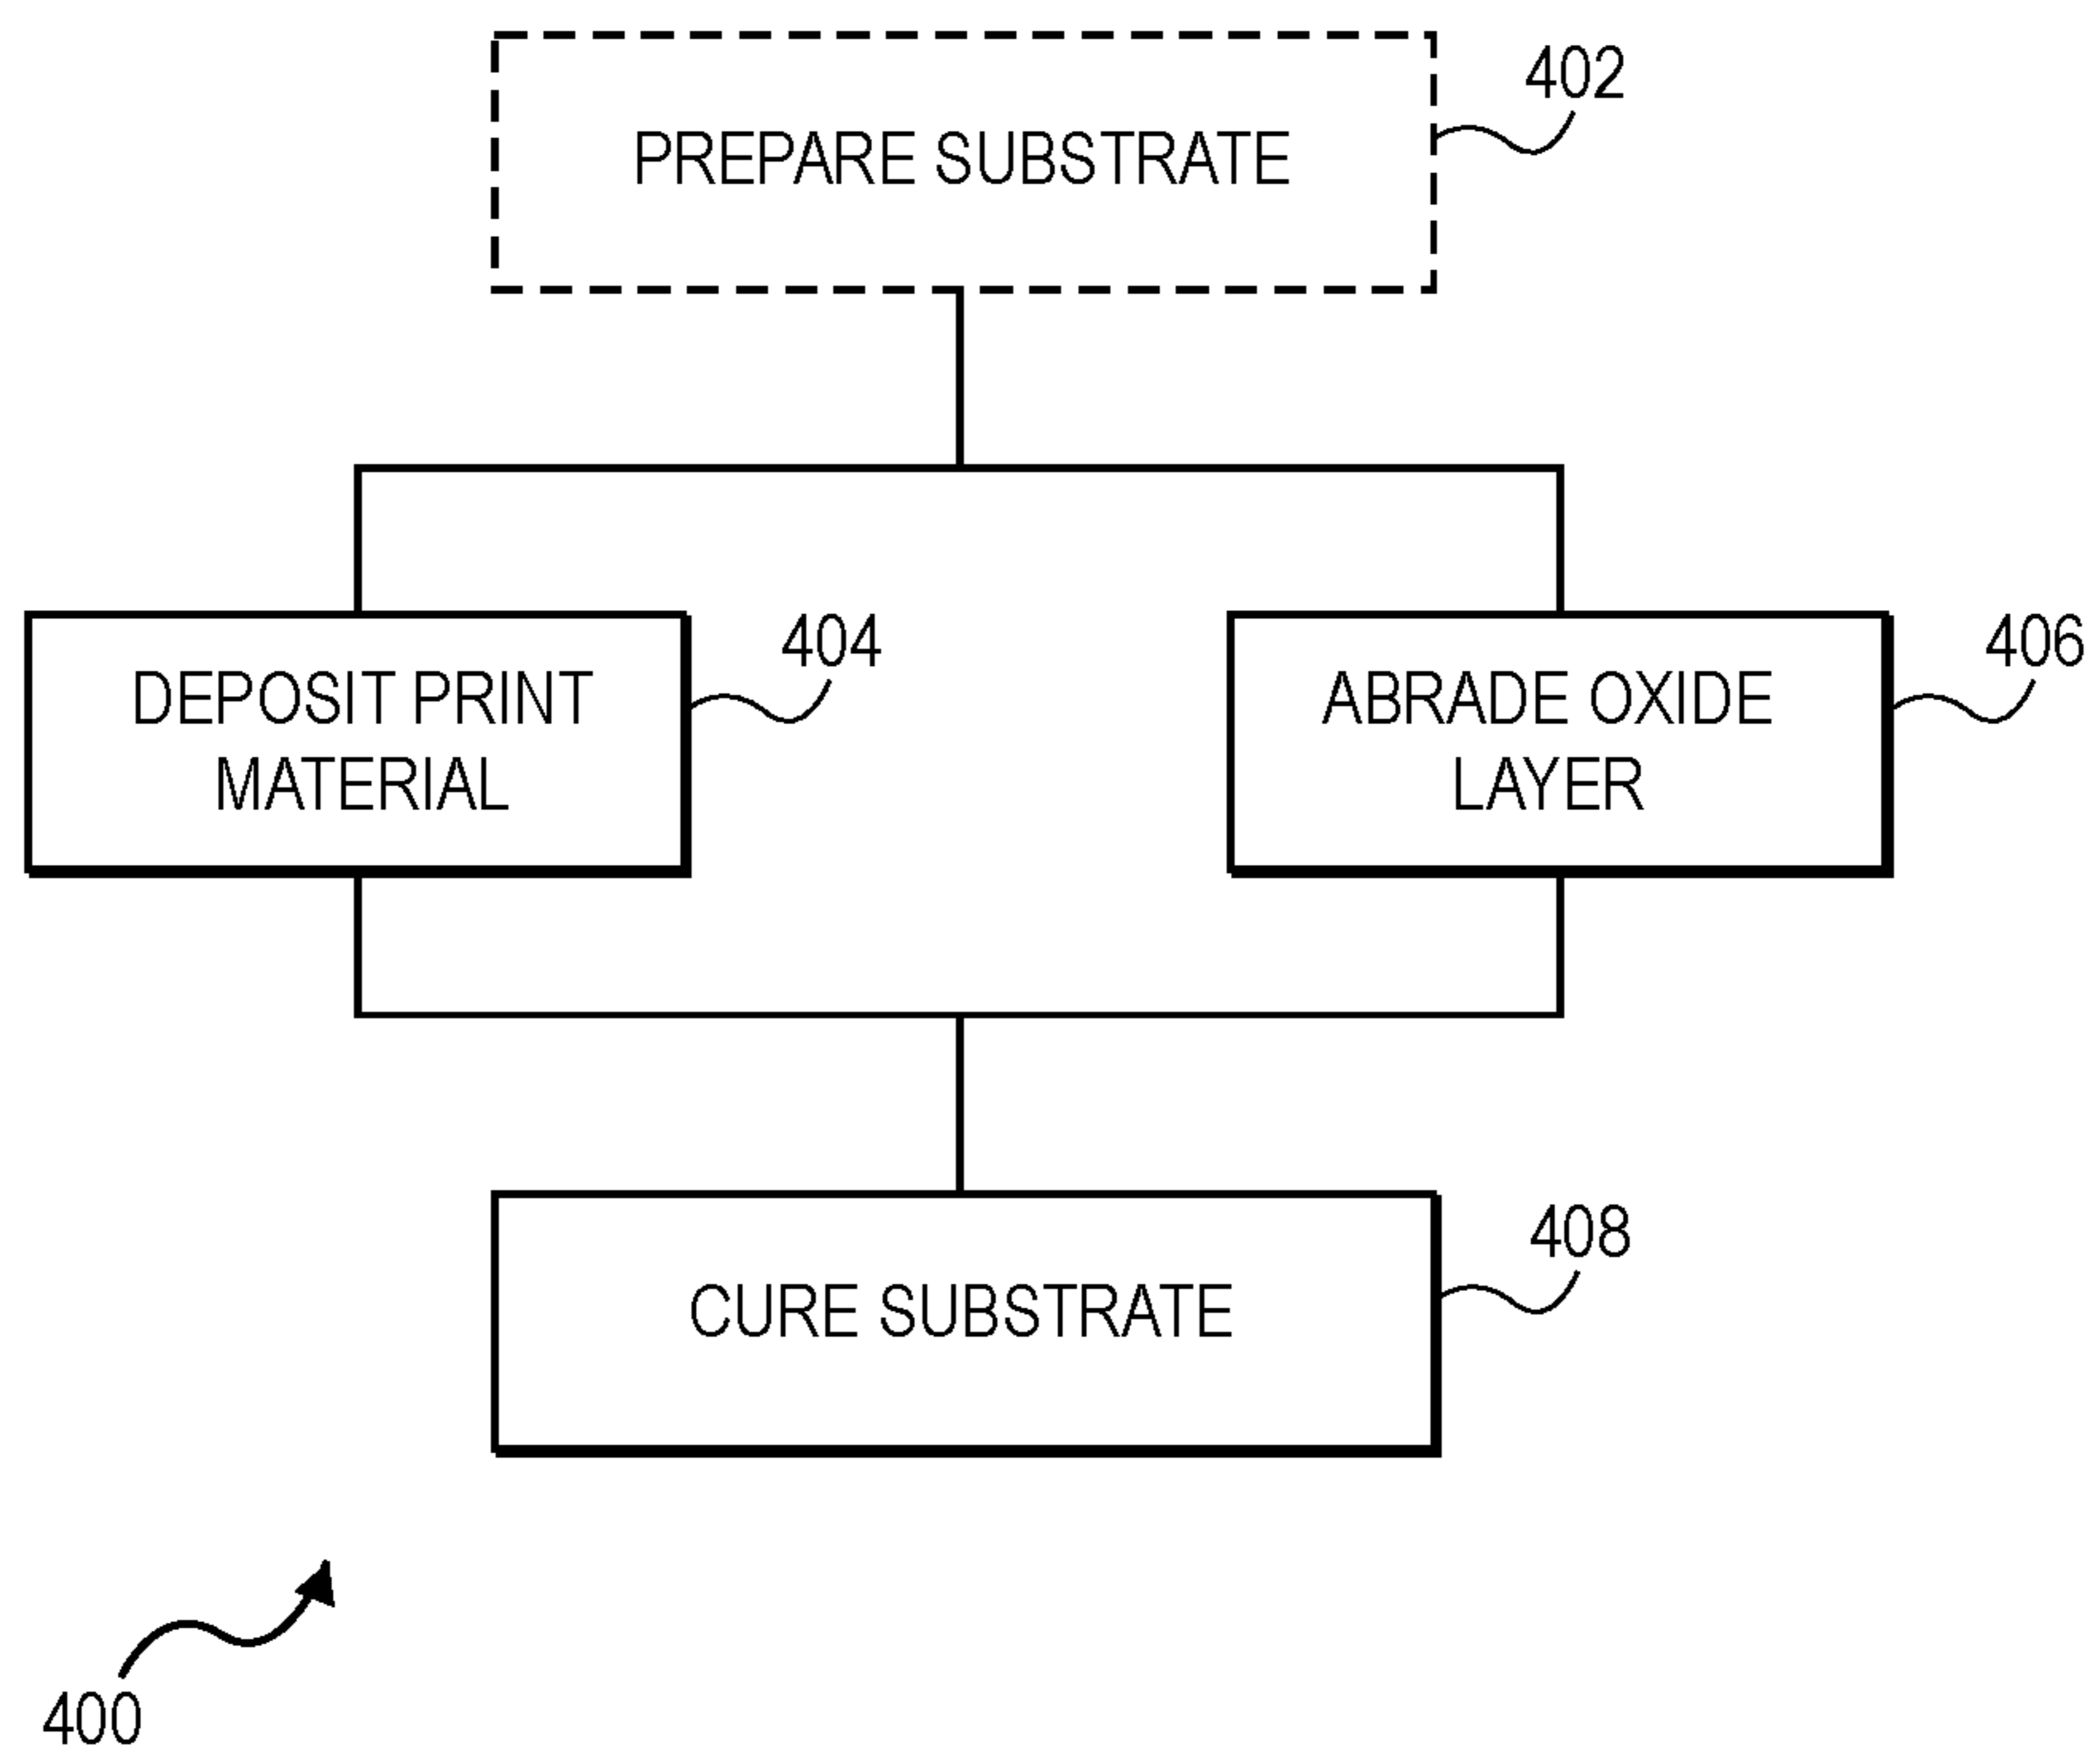 402
PREPARE SUBSTRATE
404
DEPOSIT PRINT
MATERIAL
406
ABRADE OXIDE
LAYER
408
CURE SUBSTRATE
400